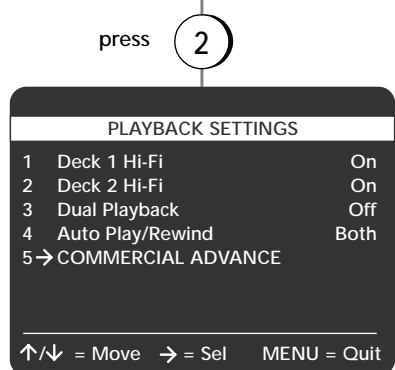 press 2
PLAYBACK SETTINGS
1 Deck 1 Hi-Fi On
2 Deck 2 Hi-Fi On
3 Dual Playback Off
4 Auto Play/Rewind Both
5→COMMERCIAL ADVANCE
↑/↓ = Move → = Sel MENU = Quit